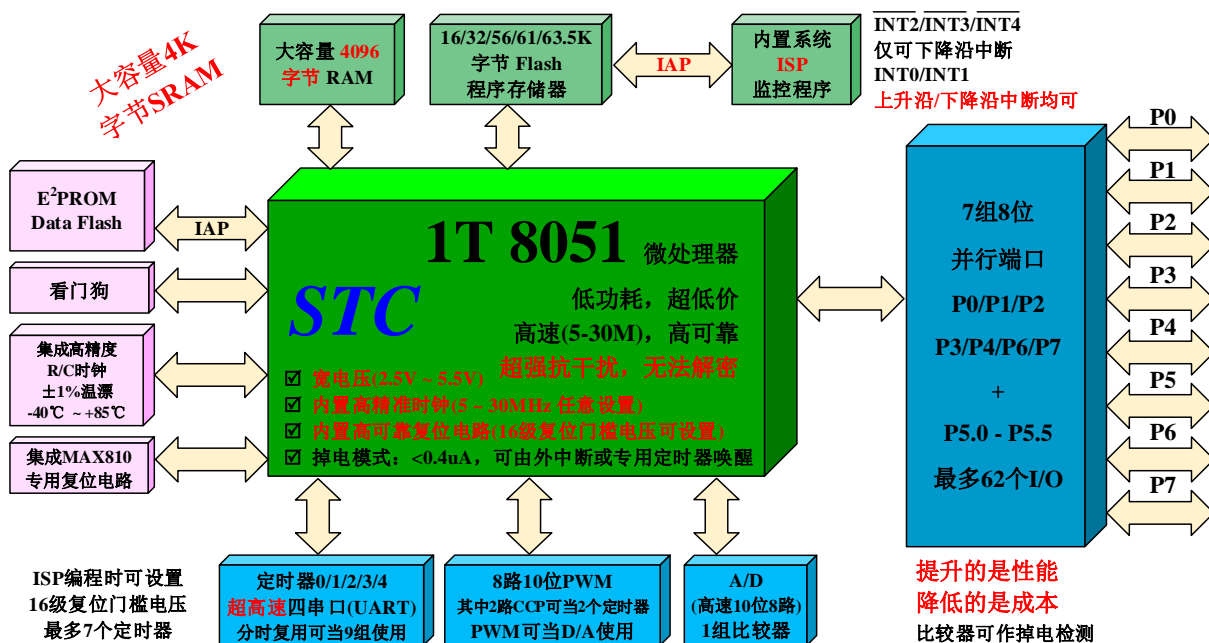 大容量4K
字节SRAM
大容量 4096
字节 RAM
16/32/56/61/63.5K
字节 Flash
程序存储器
IAP
内置系统
ISP
监控程序
INT2/INT3/INT4
仅可下降沿中断
INT0/INT1
上升沿/下降沿中断均可
E²PROM
Data Flash
IAP
看门狗
集成高精度
R/C时钟
±1%温漂
-40℃ ~ +85℃
集成MAX810
专用复位电路
1T 8051 微处理器
STC
低功耗，超低价
高速(5-30M)，高可靠
超强抗干扰，无法解密
☑ 宽电压(2.5V ~ 5.5V)
☑ 内置高精准时钟(5 ~ 30MHz 任意设置)
☑ 内置高可靠复位电路(16级复位门槛电压可设置)
☑ 掉电模式：<0.4uA，可由外中断或专用定时器唤醒
7组8位
并行端口
P0/P1/P2
P3/P4/P6/P7
+
P5.0 - P5.5
最多62个I/O
P0
P1
P2
P3
P4
P5
P6
P7
ISP编程时可设置
16级复位门槛电压
最多7个定时器
定时器0/1/2/3/4
超高速四串口(UART)
分时复用可当9组使用
8路10位PWM
其中2路CCP可当2个定时器
PWM可当D/A使用
A/D
(高速10位8路)
1组比较器
提升的是性能
降低的是成本
比较器可作掉电检测